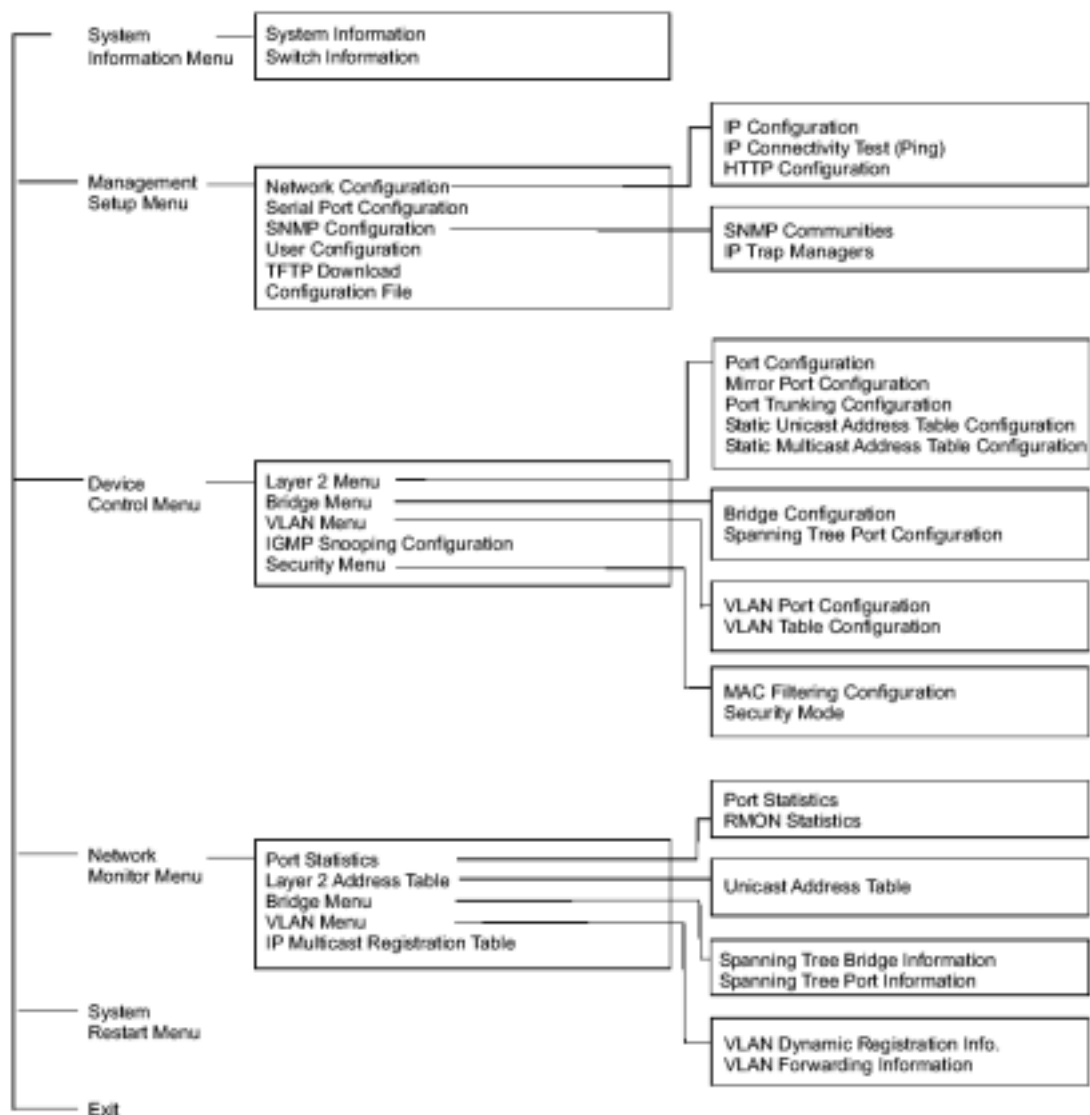 System
Information Menu
System Information
Switch Information
Management
Setup Menu
Network Configuration
Serial Port Configuration
SNMP Configuration
User Configuration
TFTP Download
Configuration File
IP Configuration
IP Connectivity Test (Ping)
HTTP Configuration
SNMP Communities
IP Trap Managers
Device
Control Menu
Layer 2 Menu
Bridge Menu
VLAN Menu
IGMP Snooping Configuration
Security Menu
Port Configuration
Mirror Port Configuration
Port Trunking Configuration
Static Unicast Address Table Configuration
Static Multicast Address Table Configuration
Bridge Configuration
Spanning Tree Port Configuration
VLAN Port Configuration
VLAN Table Configuration
MAC Filtering Configuration
Security Mode
Network
Monitor Menu
Port Statistics
Layer 2 Address Table
Bridge Menu
VLAN Menu
IP Multicast Registration Table
Port Statistics
RMON Statistics
Unicast Address Table
Spanning Tree Bridge Information
Spanning Tree Port Information
VLAN Dynamic Registration Info.
VLAN Forwarding Information
System
Restart Menu
Exit